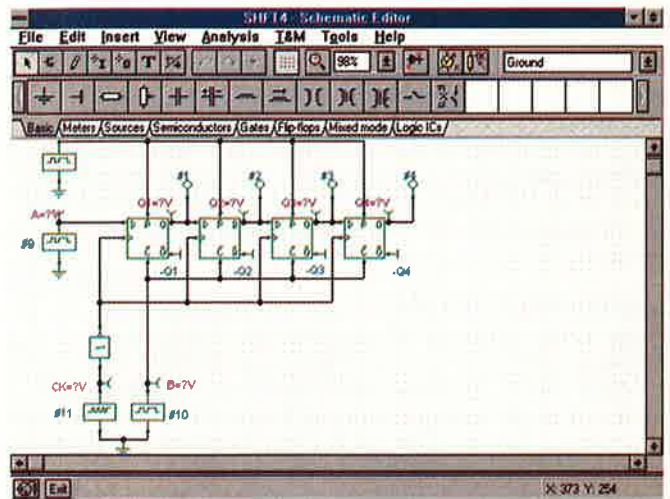 SHFT4 - Schematic Editor
File Edit Insert View Analysis T&M Tools Help
T 98% Ground
Basic Meters Sources Semiconductors Gates Flip-flops Mixed mode Logic ICs
#1 #2 #3 #4
Q1=?V Q2=?V Q3=?V Q4=?V
A=?V
#9
-Q1 -Q2 -Q3 -Q4
CK=?V B=?V
#11 #10
Exit X: 373 Y: 254